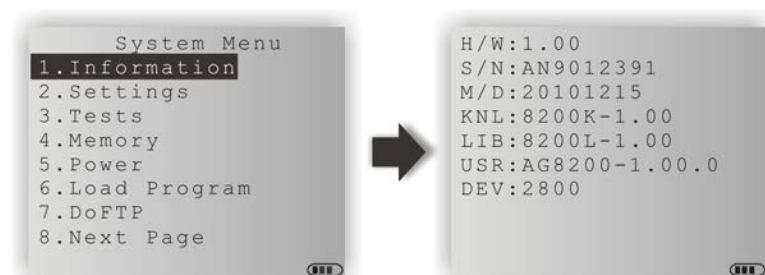 System Menu
1.Information
2.Settings
3.Tests
4.Memory
5.Power
6.Load Program
7.DoFTP
8.Next Page
H/W:1.00
S/N:AN9012391
M/D:20101215
KNL:8200K-1.00
LIB:8200L-1.00
USR:AG8200-1.00.0
DEV:2800